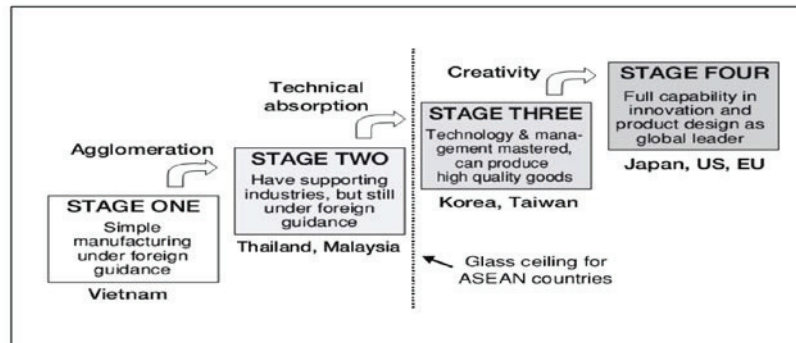 Agglomeration
STAGE ONE
Simple
manufacturing
under foreign
guidance
Vietnam
Technical
absorption
STAGE TWO
Have supporting
industries, but still
under foreign
guidance
Thailand, Malaysia
Creativity
STAGE THREE
Technology & mana-
gement mastered,
can produce
high quality goods
Korea, Taiwan
STAGE FOUR
Full capability in
innovation and
product design as
global leader
Japan, US, EU
Glass ceiling for
ASEAN countries